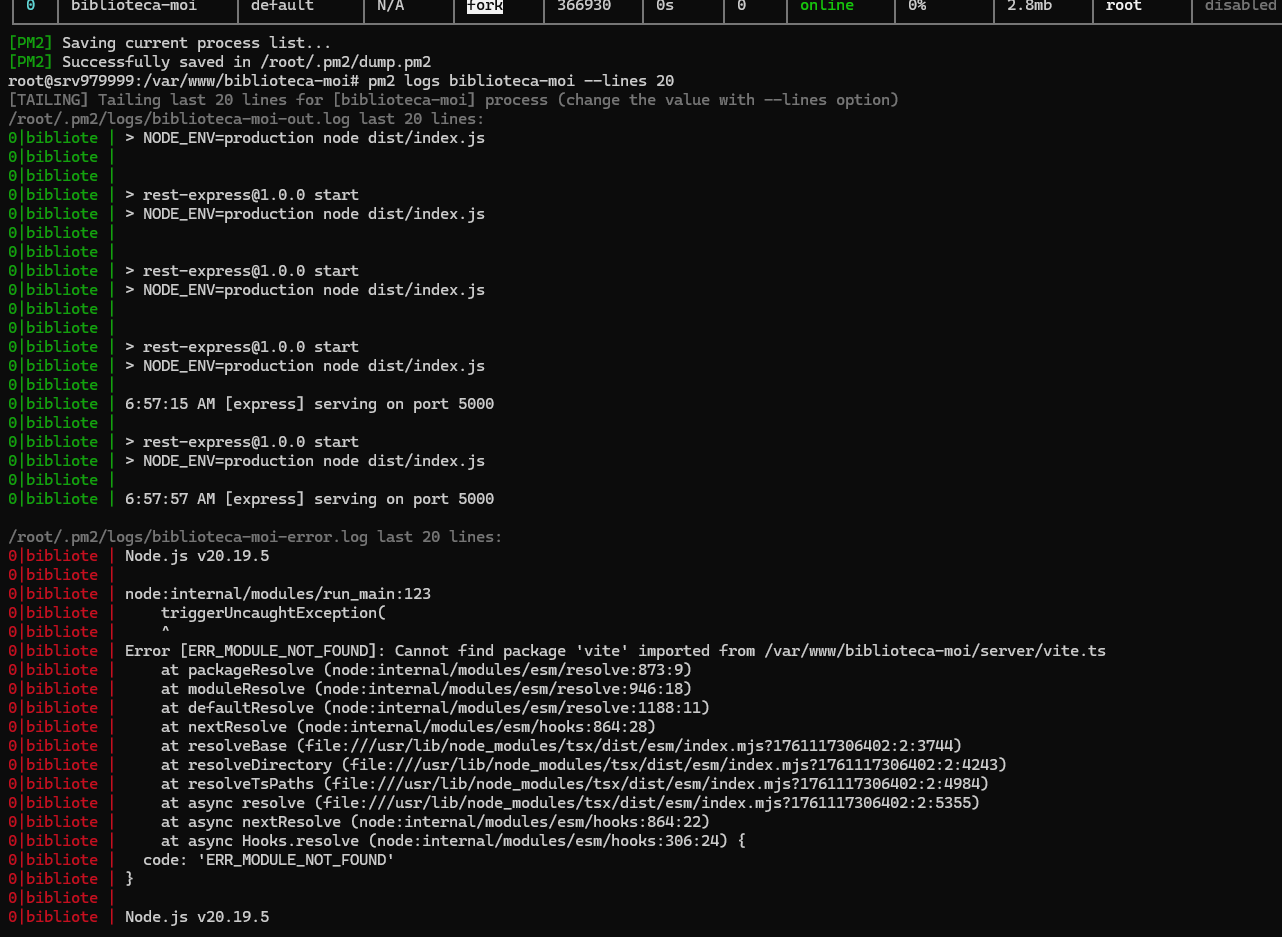 0 biblioteca-moi default N/A fork 366930 0s 0 online 0% 2.8mb root disabled
[PM2] Saving current process list...
[PM2] Successfully saved in /root/.pm2/dump.pm2
root@srv979999:/var/www/biblioteca-moi# pm2 logs biblioteca-moi --lines 20
[TAILING] Tailing last 20 lines for [biblioteca-moi] process (change the value with --lines option)
/root/.pm2/logs/biblioteca-moi-out.log last 20 lines:
0|bibliote | > NODE_ENV=production node dist/index.js
0|bibliote |
0|bibliote |
0|bibliote | > rest-express@1.0.0 start
0|bibliote | > NODE_ENV=production node dist/index.js
0|bibliote |
0|bibliote |
0|bibliote | > rest-express@1.0.0 start
0|bibliote | > NODE_ENV=production node dist/index.js
0|bibliote |
0|bibliote |
0|bibliote | > rest-express@1.0.0 start
0|bibliote | > NODE_ENV=production node dist/index.js
0|bibliote |
0|bibliote | 6:57:15 AM [express] serving on port 5000
0|bibliote |
0|bibliote | > rest-express@1.0.0 start
0|bibliote | > NODE_ENV=production node dist/index.js
0|bibliote |
0|bibliote | 6:57:57 AM [express] serving on port 5000
/root/.pm2/logs/biblioteca-moi-error.log last 20 lines:
0|bibliote | Node.js v20.19.5
0|bibliote |
0|bibliote | node:internal/modules/run_main:123
0|bibliote |     triggerUncaughtException(
0|bibliote |     ^
0|bibliote | Error [ERR_MODULE_NOT_FOUND]: Cannot find package 'vite' imported from /var/www/biblioteca-moi/server/vite.ts
0|bibliote |     at packageResolve (node:internal/modules/esm/resolve:873:9)
0|bibliote |     at moduleResolve (node:internal/modules/esm/resolve:946:18)
0|bibliote |     at defaultResolve (node:internal/modules/esm/resolve:1188:11)
0|bibliote |     at nextResolve (node:internal/modules/esm/hooks:864:28)
0|bibliote |     at resolveBase (file:///usr/lib/node_modules/tsx/dist/esm/index.mjs?1761117306402:2:3744)
0|bibliote |     at resolveDirectory (file:///usr/lib/node_modules/tsx/dist/esm/index.mjs?1761117306402:2:4243)
0|bibliote |     at resolveTsPaths (file:///usr/lib/node_modules/tsx/dist/esm/index.mjs?1761117306402:2:4984)
0|bibliote |     at async resolve (file:///usr/lib/node_modules/tsx/dist/esm/index.mjs?1761117306402:2:5355)
0|bibliote |     at async nextResolve (node:internal/modules/esm/hooks:864:22)
0|bibliote |     at async Hooks.resolve (node:internal/modules/esm/hooks:306:24) {
0|bibliote |   code: 'ERR_MODULE_NOT_FOUND'
0|bibliote | }
0|bibliote |
0|bibliote | Node.js v20.19.5